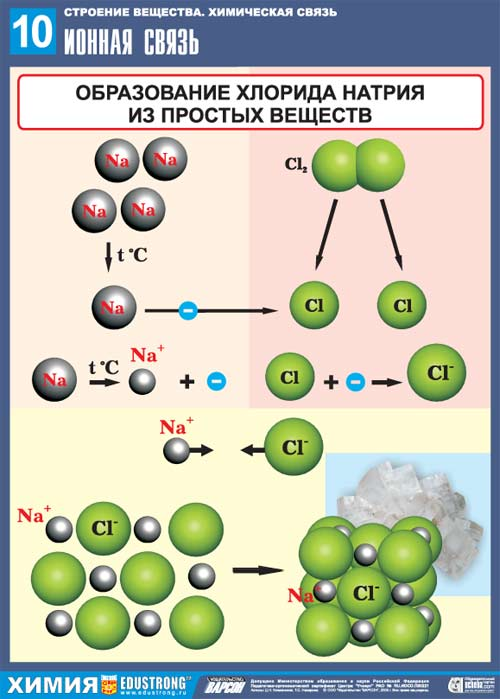 10
СТРОЕНИЕ ВЕЩЕСТВА. ХИМИЧЕСКАЯ СВЯЗЬ
ИОННАЯ СВЯЗЬ
ОБРАЗОВАНИЕ ХЛОРИДА НАТРИЯ
ИЗ ПРОСТЫХ ВЕЩЕСТВ
Na Na
Na Na
Cl₂
t °C
Na − Cl Cl
Na t °C Na⁺ + −
Cl + − Cl⁻
Na⁺ Cl⁻
Na⁺ Cl⁻
Na Cl⁻
ХИМИЯ
EDUSTRONG
www.edustrong.ru
ВАРСОН